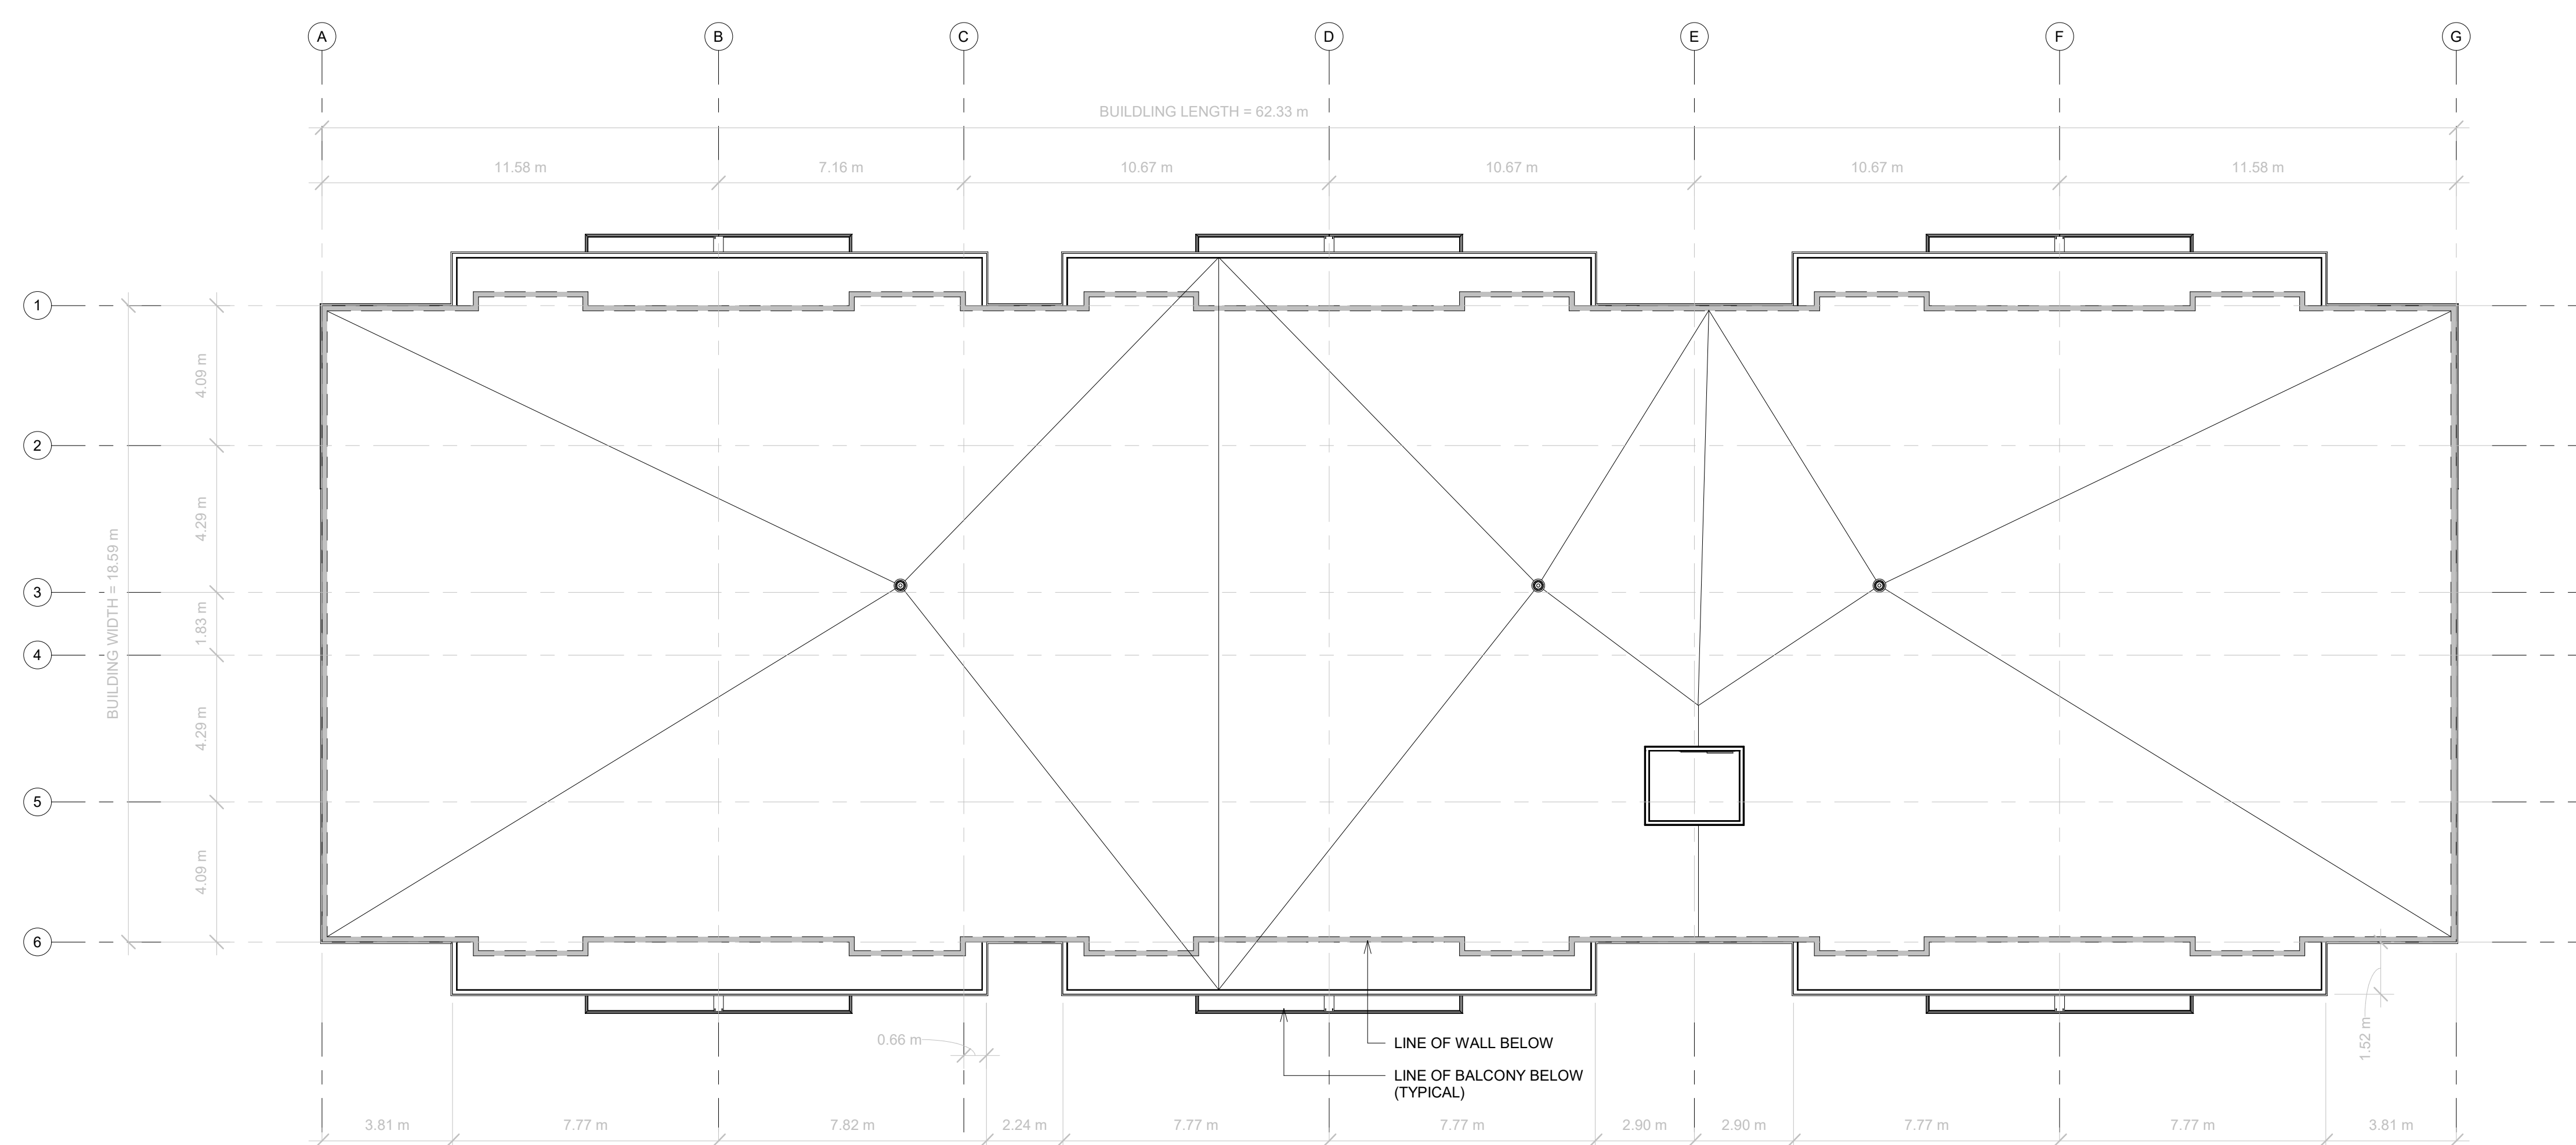 A B C D E F G
BUILDLING LENGTH = 62.33 m
11.58 m 7.16 m 10.67 m 10.67 m 10.67 m 11.58 m
1
4.09 m
2
4.29 m
BUILDING WIDTH = 18.59 m
3
1.83 m
4
4.29 m
5
4.09 m
6
0.66 m
LINE OF WALL BELOW
LINE OF BALCONY BELOW
(TYPICAL)
1.52 m
3.81 m 7.77 m 7.82 m 2.24 m 7.77 m 7.77 m 2.90 m 2.90 m 7.77 m 7.77 m 3.81 m